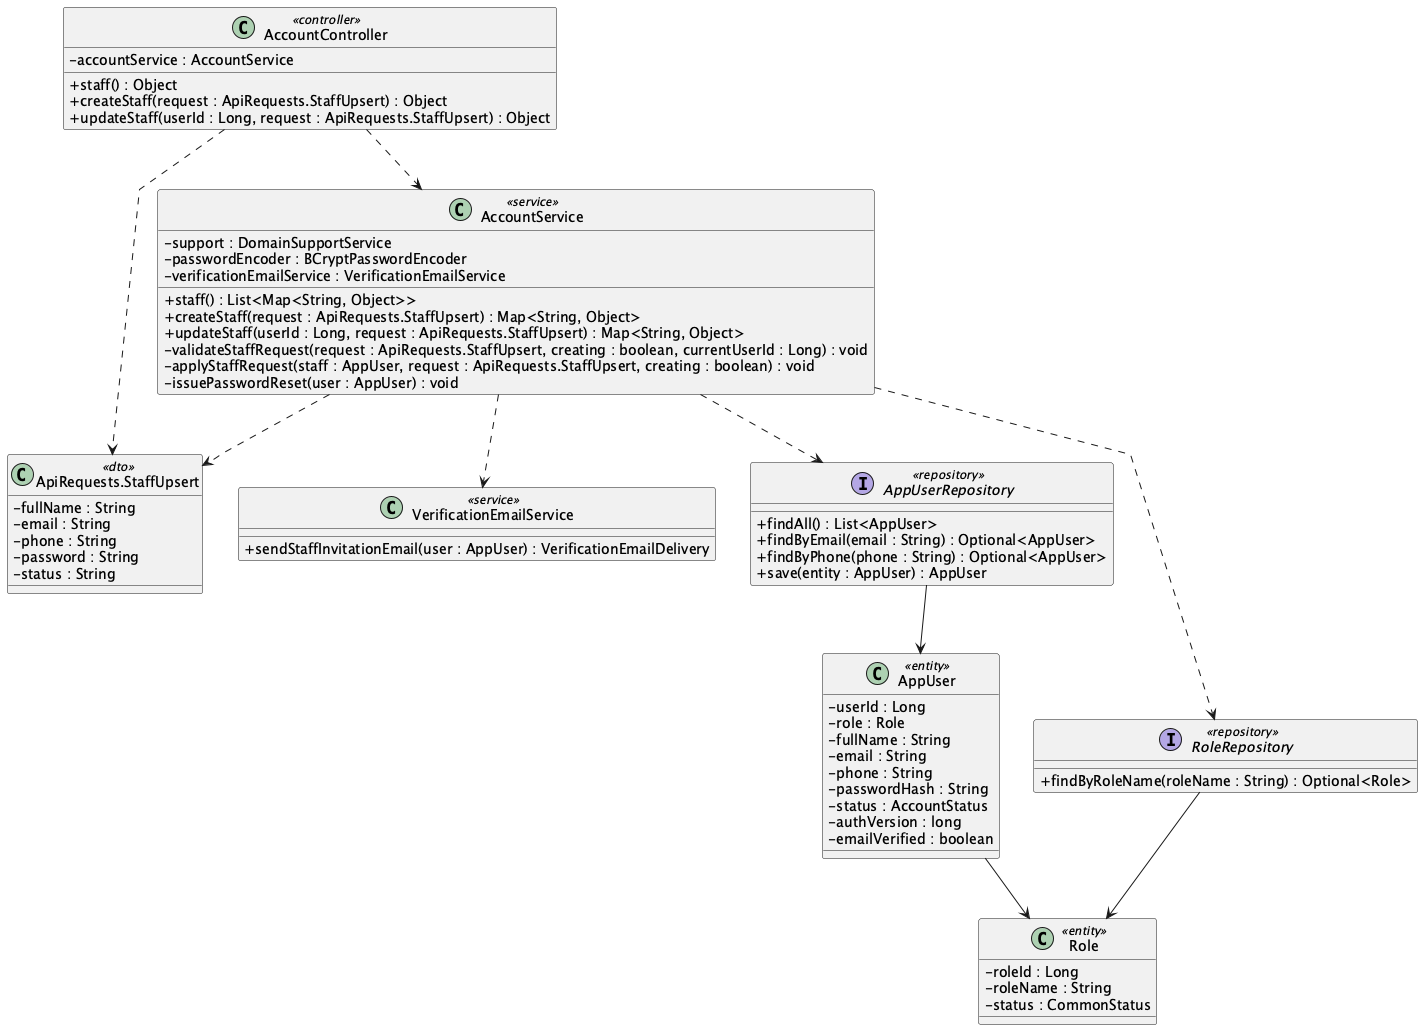 C
«controller»
AccountController
-accountService : AccountService
+staff() : Object
+createStaff(request : ApiRequests.StaffUpsert) : Object
+updateStaff(userId : Long, request : ApiRequests.StaffUpsert) : Object
C
«service»
AccountService
-support : DomainSupportService
-passwordEncoder : BCryptPasswordEncoder
-verificationEmailService : VerificationEmailService
+staff() : List<Map<String, Object>>
+createStaff(request : ApiRequests.StaffUpsert) : Map<String, Object>
+updateStaff(userId : Long, request : ApiRequests.StaffUpsert) : Map<String, Object>
-validateStaffRequest(request : ApiRequests.StaffUpsert, creating : boolean, currentUserId : Long) : void
-applyStaffRequest(staff : AppUser, request : ApiRequests.StaffUpsert, creating : boolean) : void
-issuePasswordReset(user : AppUser) : void
C
«dto»
ApiRequests.StaffUpsert
-fullName : String
-email : String
-phone : String
-password : String
-status : String
C
«service»
VerificationEmailService
+sendStaffInvitationEmail(user : AppUser) : VerificationEmailDelivery
I
«repository»
AppUserRepository
+findAll() : List<AppUser>
+findByEmail(email : String) : Optional<AppUser>
+findByPhone(phone : String) : Optional<AppUser>
+save(entity : AppUser) : AppUser
C
«entity»
AppUser
-userId : Long
-role : Role
-fullName : String
-email : String
-phone : String
-passwordHash : String
-status : AccountStatus
-authVersion : long
-emailVerified : boolean
I
«repository»
RoleRepository
+findByRoleName(roleName : String) : Optional<Role>
C
«entity»
Role
-roleId : Long
-roleName : String
-status : CommonStatus